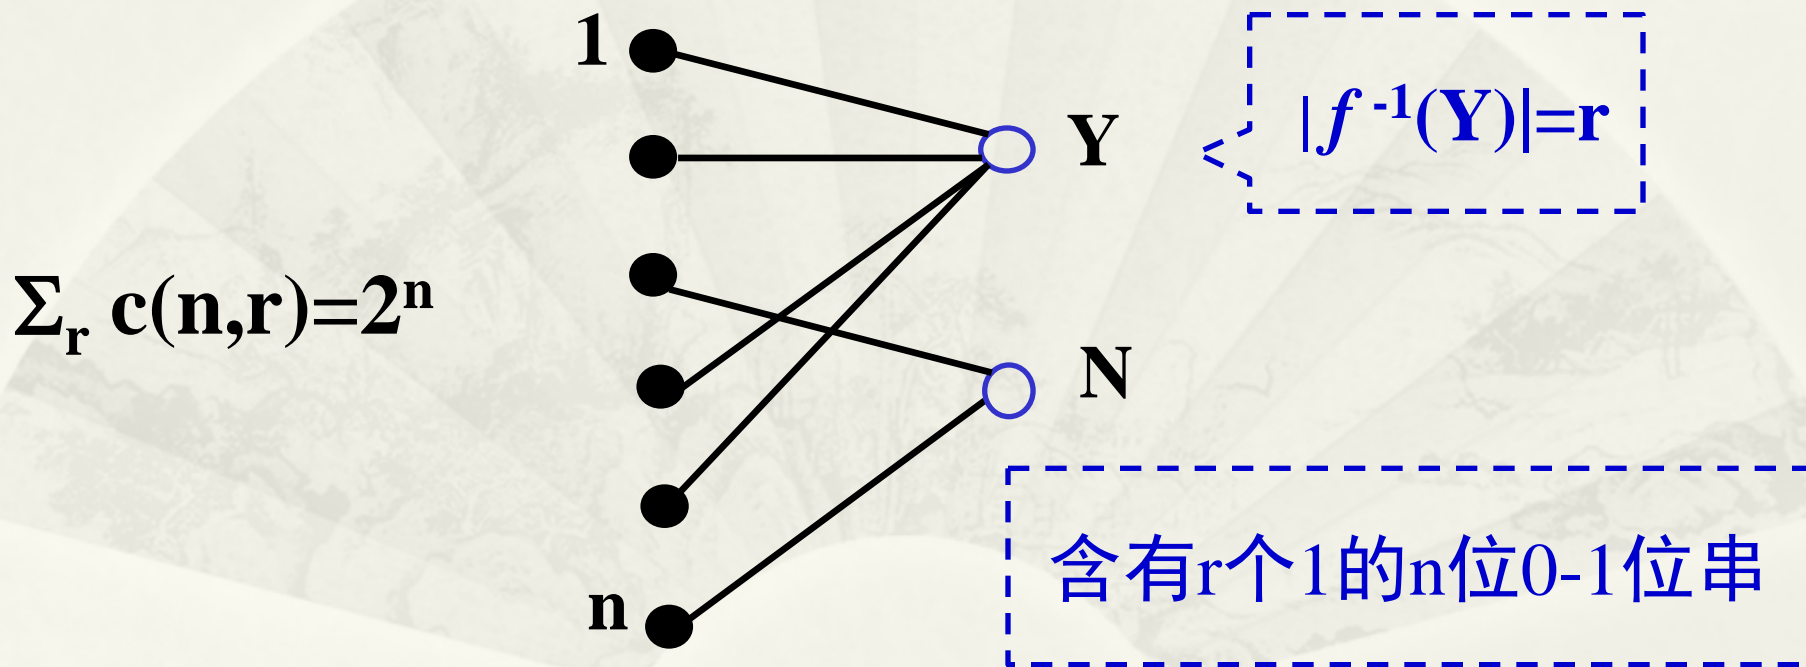 1
Y
|f⁻¹(Y)|=r
Σᵣ c(n,r)=2ⁿ
N
含有r个1的n位0-1位串
n